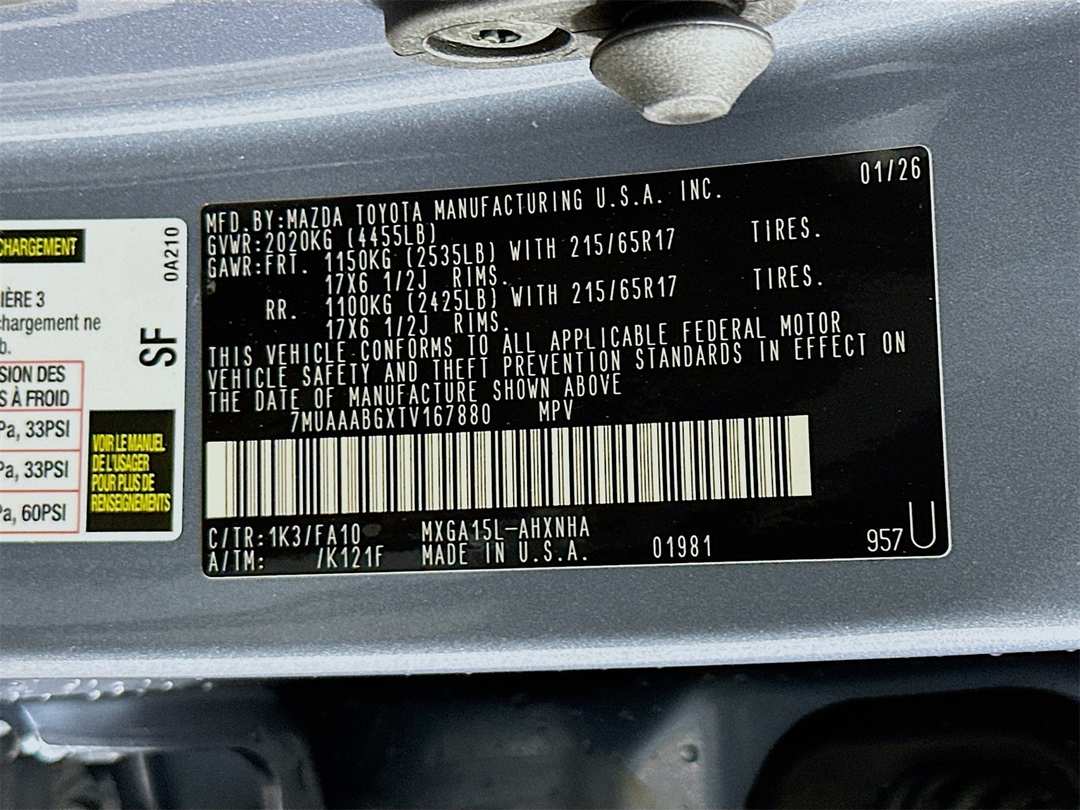 CHARGEMENT
0A210
IÈRE 3
chargement ne
b.
SF
SION DES
S À FROID
Pa, 33PSI
Pa, 33PSI
Pa, 60PSI
VOIR LE MANUEL
DE L'USAGER
POUR PLUS DE
RENSEIGNEMENTS
01/26
MFD.BY:MAZDA TOYOTA MANUFACTURING U.S.A. INC.
GVWR:2020KG (4455LB)
GAWR:FRT. 1150KG (2535LB) WITH 215/65R17 TIRES.
17X6 1/2J RIMS.
RR. 1100KG (2425LB) WITH 215/65R17 TIRES.
17X6 1/2J RIMS.
THIS VEHICLE CONFORMS TO ALL APPLICABLE FEDERAL MOTOR
VEHICLE SAFETY AND THEFT PREVENTION STANDARDS IN EFFECT ON
THE DATE OF MANUFACTURE SHOWN ABOVE
7MUAAABGXTV167880 MPV
C/TR:1K3/FA10 MXGA15L-AHXNHA
A/TM: /K121F MADE IN U.S.A. 01981
957 U